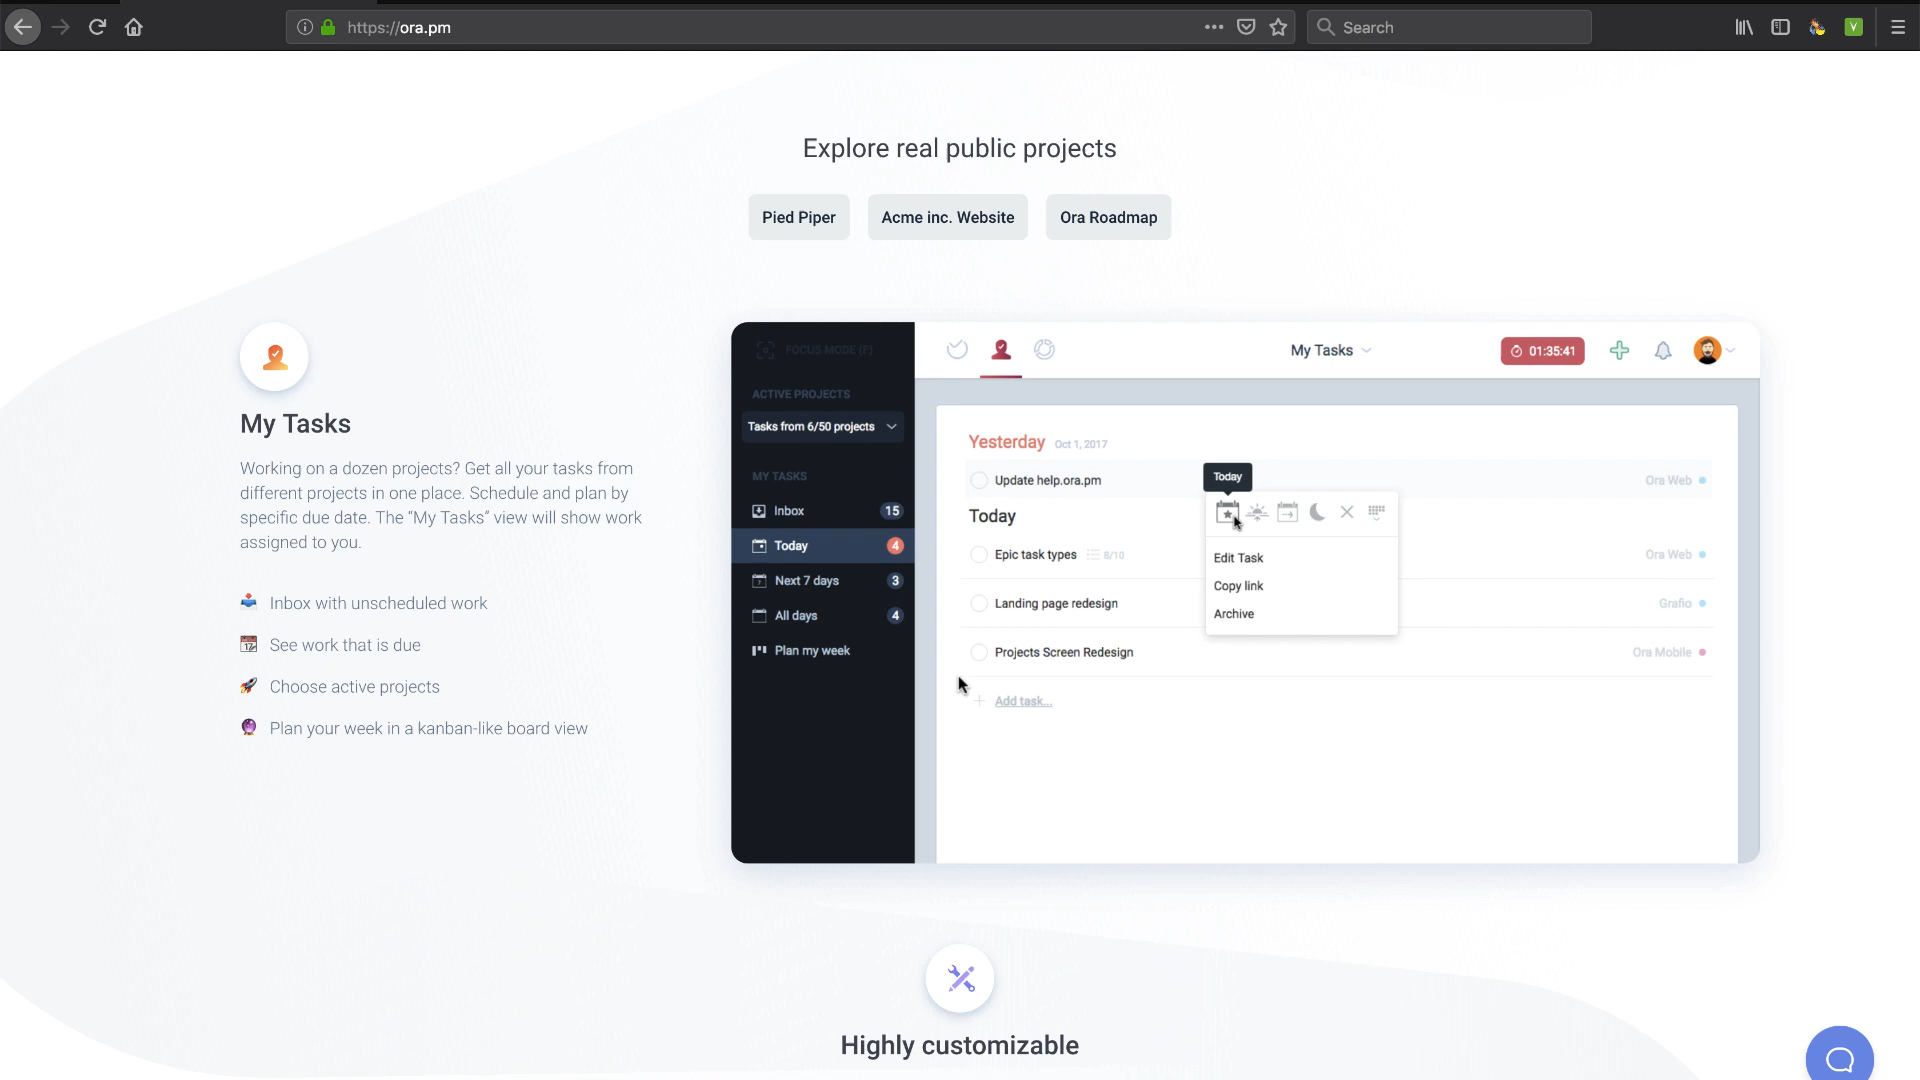 https://ora.pm
Search
Explore real public projects
Pied Piper
Acme inc. Website
Ora Roadmap
My Tasks
Working on a dozen projects? Get all your tasks from
different projects in one place. Schedule and plan by
specific due date. The “My Tasks” view will show work
assigned to you.
Inbox with unscheduled work
See work that is due
Choose active projects
Plan your week in a kanban-like board view
FOCUS MODE (F)
ACTIVE PROJECTS
Tasks from 6/50 projects
MY TASKS
Inbox 15
Today 4
Next 7 days 3
All days 4
Plan my week
My Tasks
01:35:41
Yesterday Oct 1, 2017
Update help.ora.pm
Ora Web
Today
Today
Epic task types 8/10
Ora Web
Landing page redesign
Grafio
Projects Screen Redesign
Ora Mobile
Add task...
Edit Task
Copy link
Archive
Highly customizable